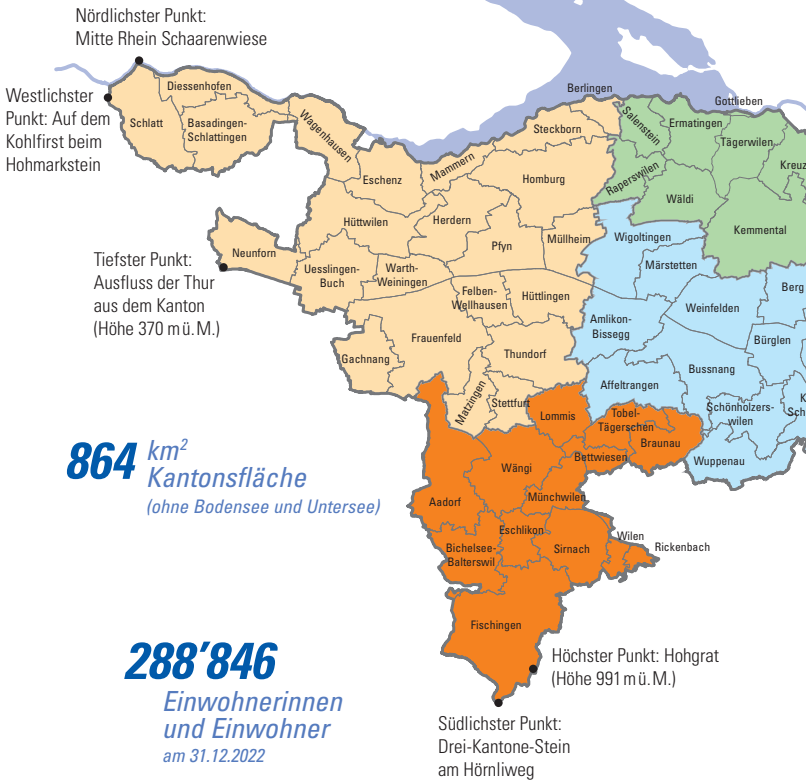 Nördlichster Punkt:
Mitte Rhein Schaarenwiese
Westlichster
Punkt: Auf dem
Kohlfirst beim
Hohmarkstein
Diessenhofen
Schlatt
Basadingen-
Schlattingen
Wagenhausen
Berlingen
Gottlieben
Steckborn
Salenstein
Ermatingen
Tägerwilen
Kreuz
Mammern
Eschenz
Homburg
Raperswilen
Wäldi
Kemmental
Hüttwilen
Herdern
Pfyn
Müllheim
Wigoltingen
Märstetten
Neunforn
Tiefster Punkt:
Ausfluss der Thur
aus dem Kanton
(Höhe 370 m ü. M.)
Uesslingen-
Buch
Warth-
Weiningen
Felben-
Wellhausen
Hüttlingen
Berg
Weinfelden
Amlikon-
Bissegg
Bürglen
Frauenfeld
Gachnang
Thundorf
Bussnang
Affeltrangen
Matzingen
Stettfurt
Lommis
Tobel-
Tägerschen
Braunau
Schönholzers-
wilen
K
Sch
Wuppenau
Bettwiesen
Wängi
Münchwilen
Aadorf
Eschlikon
Bichelsee-
Balterswil
Sirnach
Wilen
Rickenbach
Fischingen
864 km²
Kantonsfläche
(ohne Bodensee und Untersee)
288’846
Einwohnerinnen
und Einwohner
am 31.12.2022
Höchster Punkt: Hohgrat
(Höhe 991 m ü. M.)
Südlichster Punkt:
Drei-Kantone-Stein
am Hörnliweg